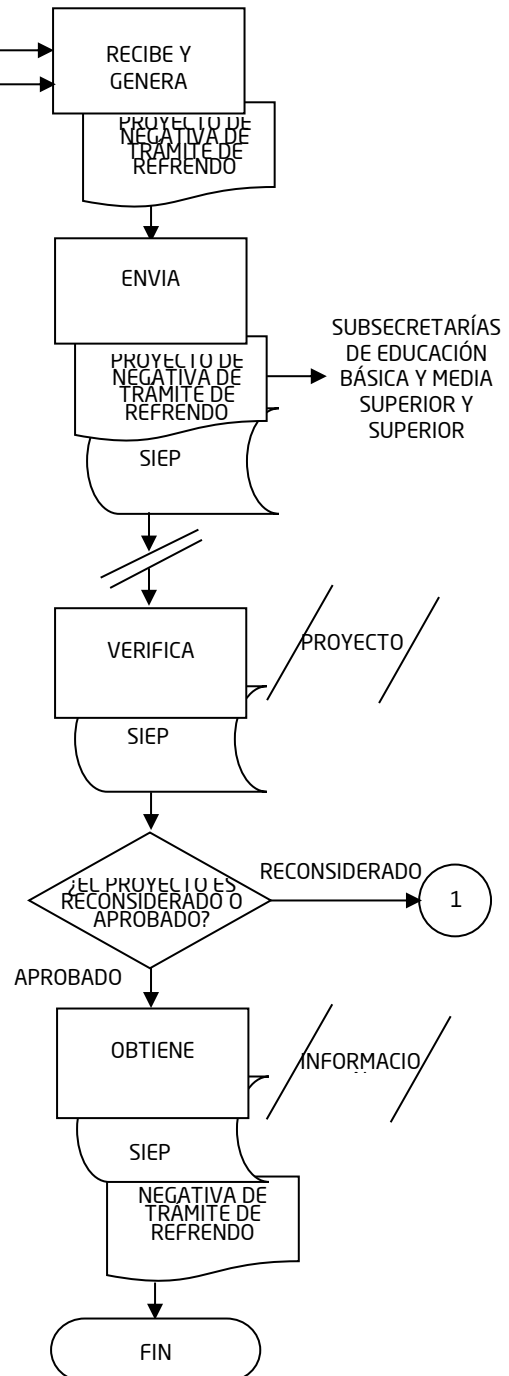 RECIBE Y
GENERA
PROYECTO DE
NEGATIVA DE
TRÁMITE DE
REFRENDO
ENVIA
PROYECTO DE
NEGATIVA DE
TRÁMITE DE
REFRENDO
SUBSECRETARÍAS
DE EDUCACIÓN
BÁSICA Y MEDIA
SUPERIOR Y
SUPERIOR
SIEP
VERIFICA
PROYECTO
SIEP
¿EL PROYECTO ES
RECONSIDERADO O
APROBADO?
RECONSIDERADO
1
APROBADO
OBTIENE
INFORMACIO
SIEP
NEGATIVA DE
TRÁMITE DE
REFRENDO
FIN